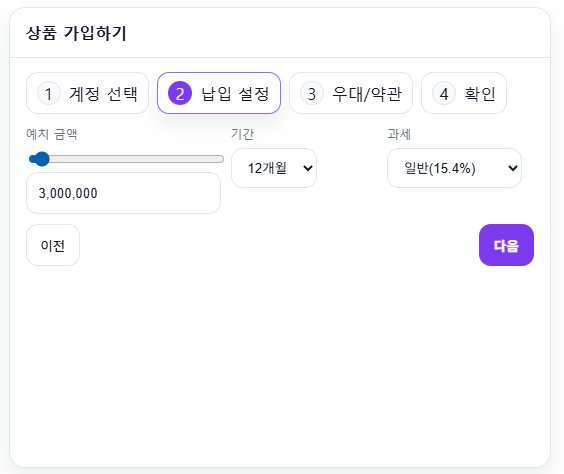 상품 가입하기
1 계정 선택 2 납입 설정 3 우대/약관 4 확인
예치 금액 기간 과세
12개월 일반(15.4%)
3,000,000
이전 다음